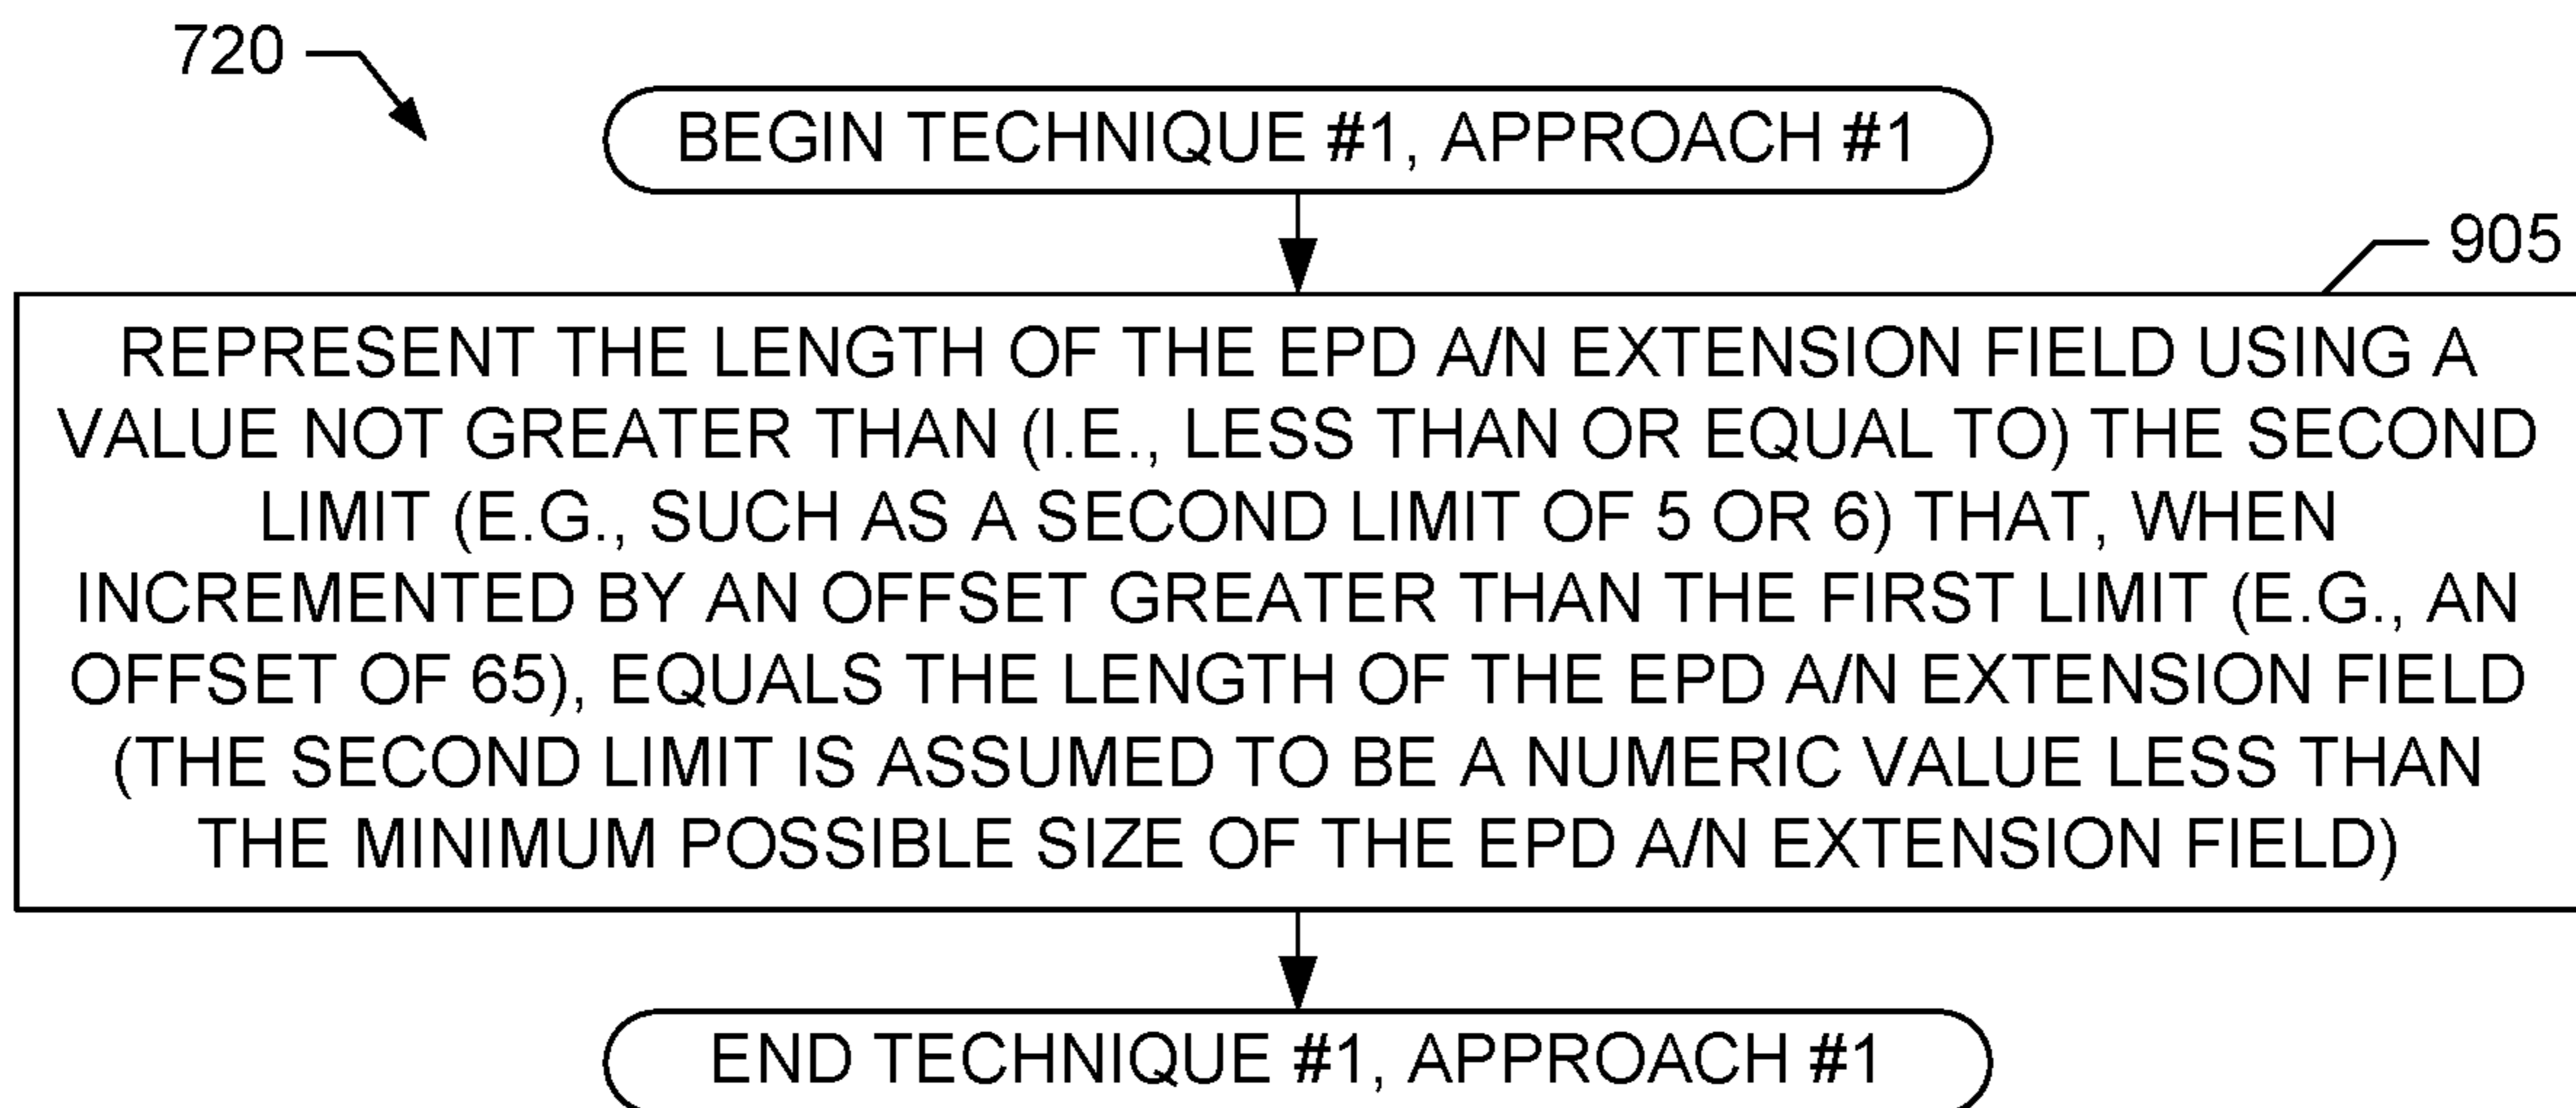 720
BEGIN TECHNIQUE #1, APPROACH #1
905
REPRESENT THE LENGTH OF THE EPD A/N EXTENSION FIELD USING A
VALUE NOT GREATER THAN (I.E., LESS THAN OR EQUAL TO) THE SECOND
LIMIT (E.G., SUCH AS A SECOND LIMIT OF 5 OR 6) THAT, WHEN
INCREMENTED BY AN OFFSET GREATER THAN THE FIRST LIMIT (E.G., AN
OFFSET OF 65), EQUALS THE LENGTH OF THE EPD A/N EXTENSION FIELD
(THE SECOND LIMIT IS ASSUMED TO BE A NUMERIC VALUE LESS THAN
THE MINIMUM POSSIBLE SIZE OF THE EPD A/N EXTENSION FIELD)
END TECHNIQUE #1, APPROACH #1